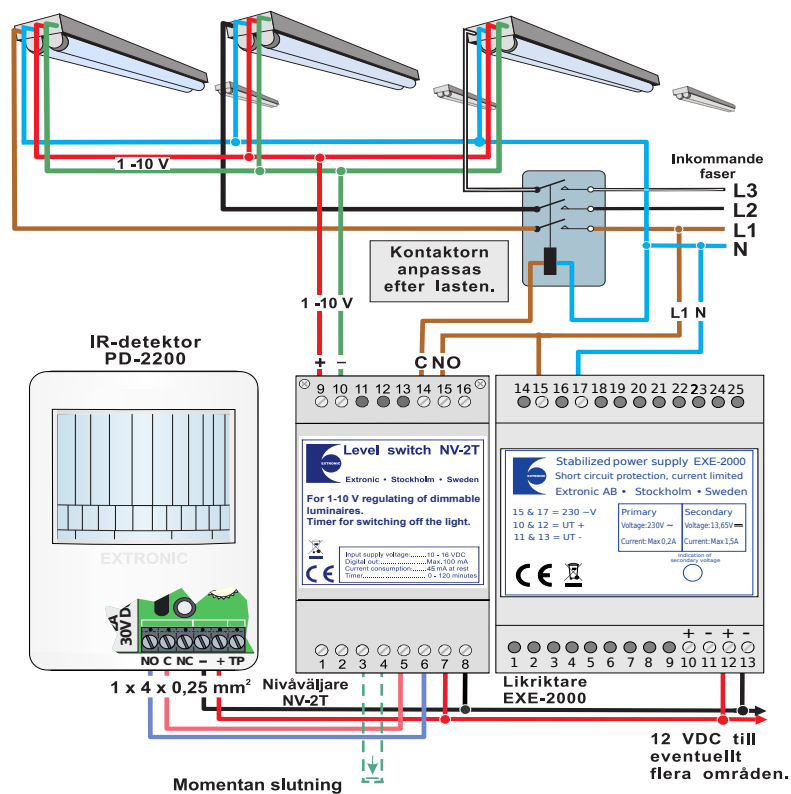 1 -10 V
Inkommande
faser
L3
L2
L1
N
Kontaktorn
anpassas
efter lasten.
1 -10 V
L1 N
+ –
C NO
IR-detektor
PD-2200
9 10 11 12 13 14 15 16
14 15 16 17 18 19 20 21 22 23 24 25
EXTRONIC
Level switch NV-2T
Extronic • Stockholm • Sweden
For 1-10 V regulating of dimmable
luminaires.
Timer for switching off the light.
Input supply voltage:......10 - 16 VDC
Digital out:......Max.100 mA
Current consumption:......45 mA at rest
Timer......0 - 120 minutes
CE
EXTRONIC
Stabilized power supply EXE-2000
Short circuit protection, current limited
Extronic AB • Stockholm • Sweden
15 & 17 = 230 ~V
10 & 12 = UT +
11 & 13 = UT -
Primary
Voltage:230V ~
Current:Max 0,2A
Secondary
Voltage:13,65V
Current:Max 1,5A
Indication of
secondary voltage
CE
EXTRONIC
30VD
NO C NC – + TP
1 x 4 x 0,25 mm²
1 2 3 4 5 6 7 8
+ - + -
1 2 3 4 5 6 7 8 9 10 11 12 13
Nivåväljare
NV-2T
Likriktare
EXE-2000
12 VDC till
eventuellt
flera områden.
Momentan slutning